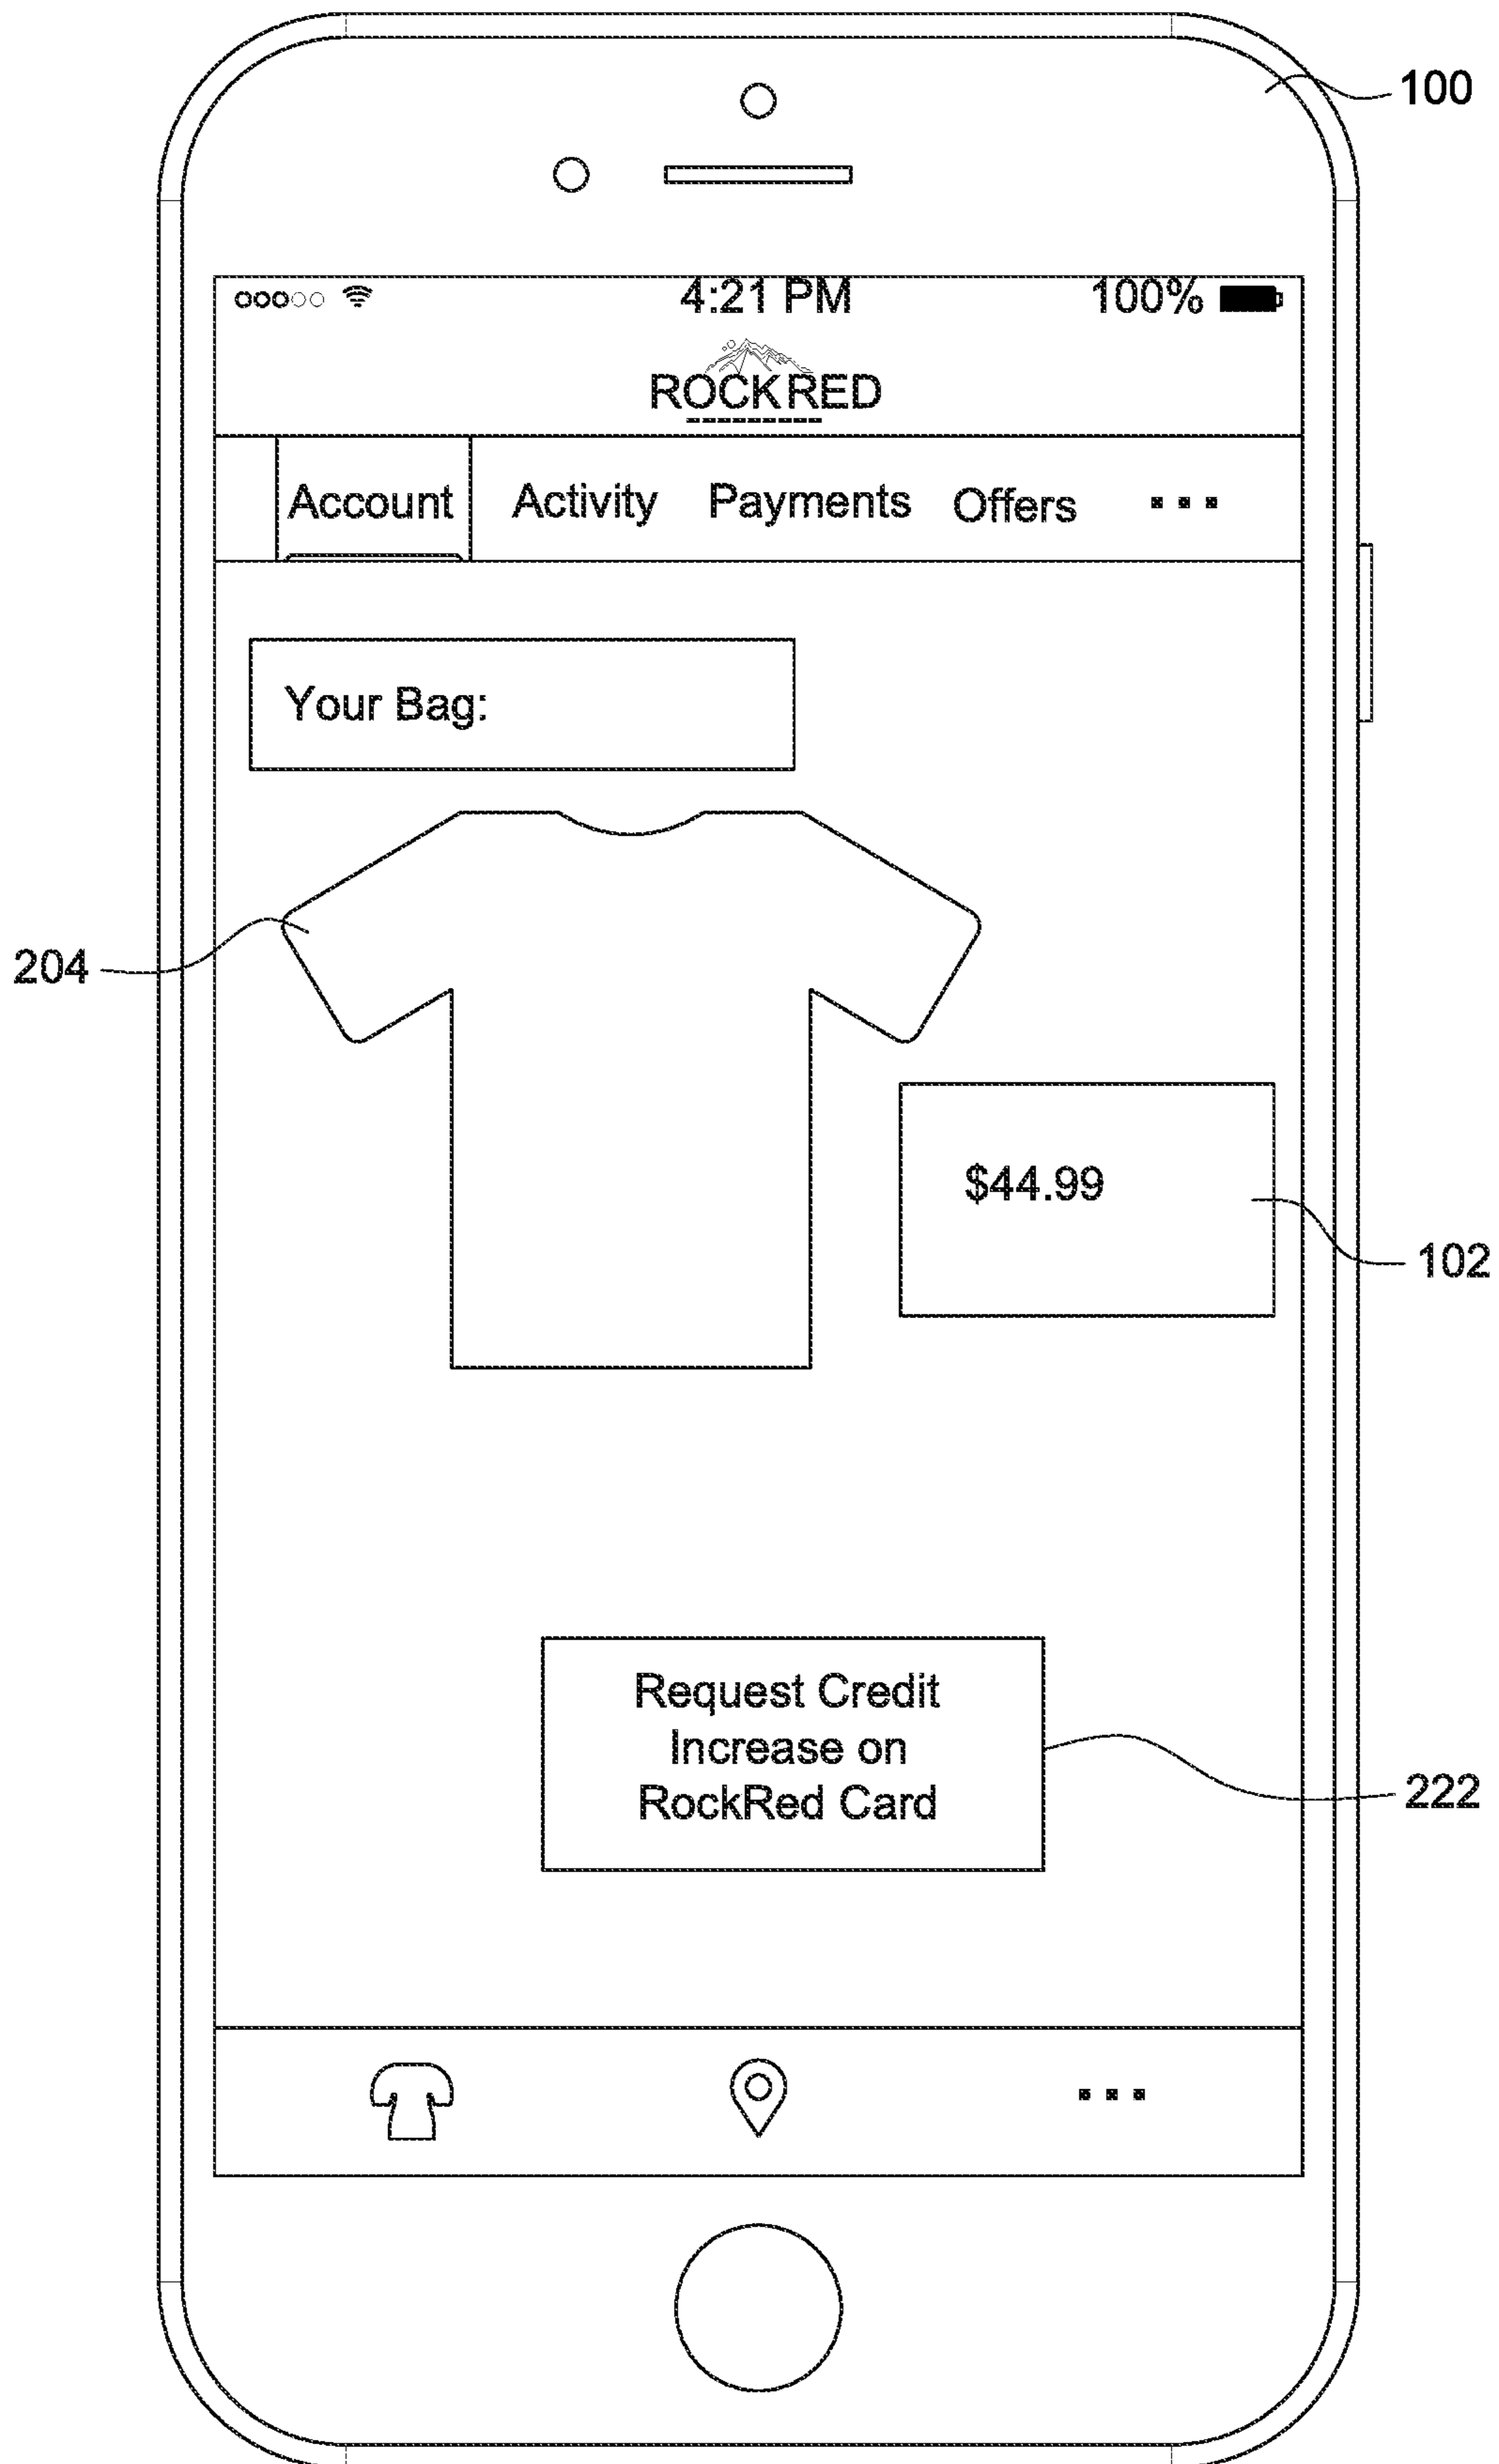 100
4:21 PM 100%
ROCKRED
Account Activity Payments Offers ...
Your Bag:
204
$44.99
102
Request Credit
Increase on
RockRed Card
222
...